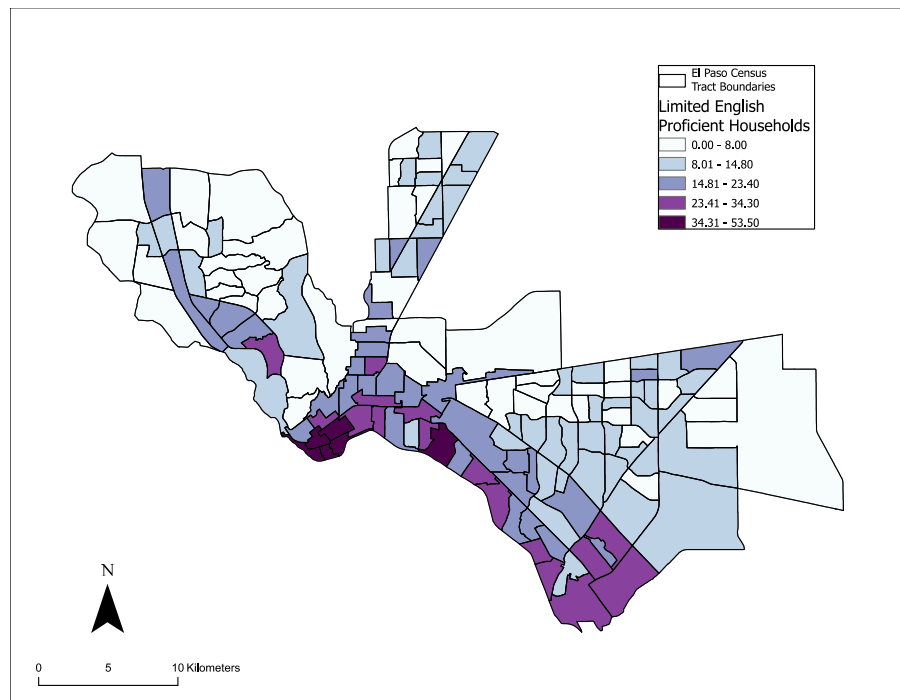 El Paso Census
Tract Boundaries
Limited English
Proficient Households
0.00 - 8.00
8.01 - 14.80
14.81 - 23.40
23.41 - 34.30
34.31 - 53.50
N
0 5 10 Kilometers